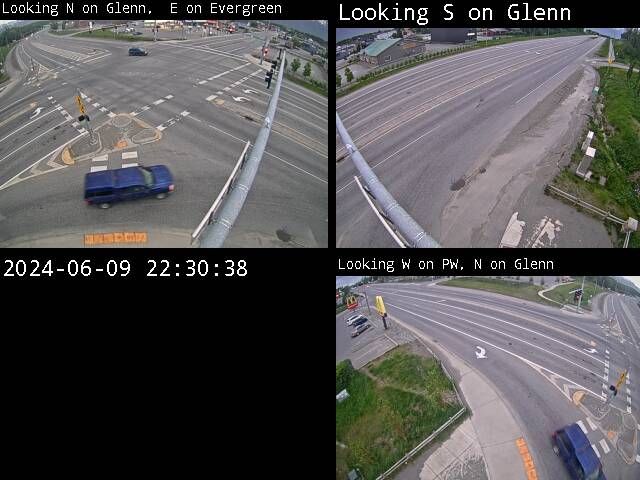 Looking N on Glenn,  E on Evergreen
Looking S on Glenn
2024-06-09 22:30:38
Looking W on PW, N on Glenn